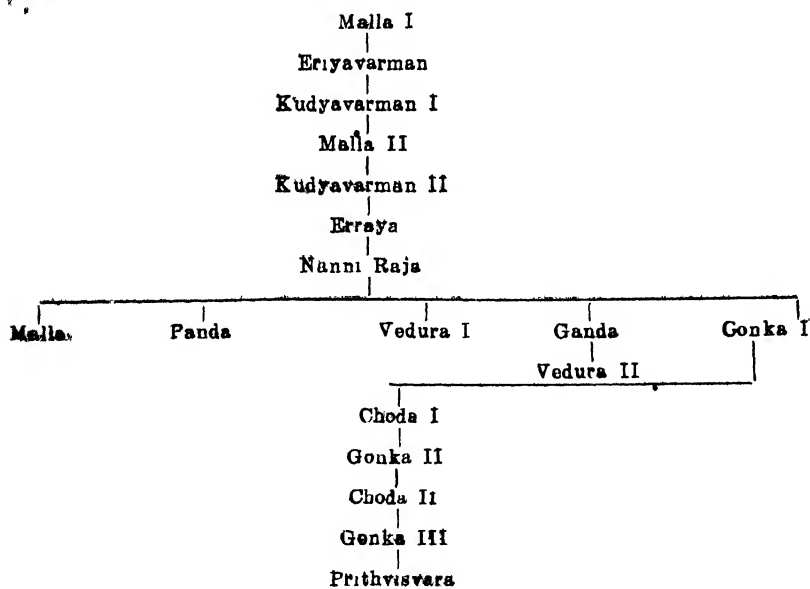 Malla I
Eriyavarman
Kudyavarman I
Malla II
Kudyavarman II
Erraya
Nanni Raja
Malla Panda Vedura I Ganda Gonka I
Vedura II
Choda I
Gonka II
Choda II
Gonka III
Prithvisvara